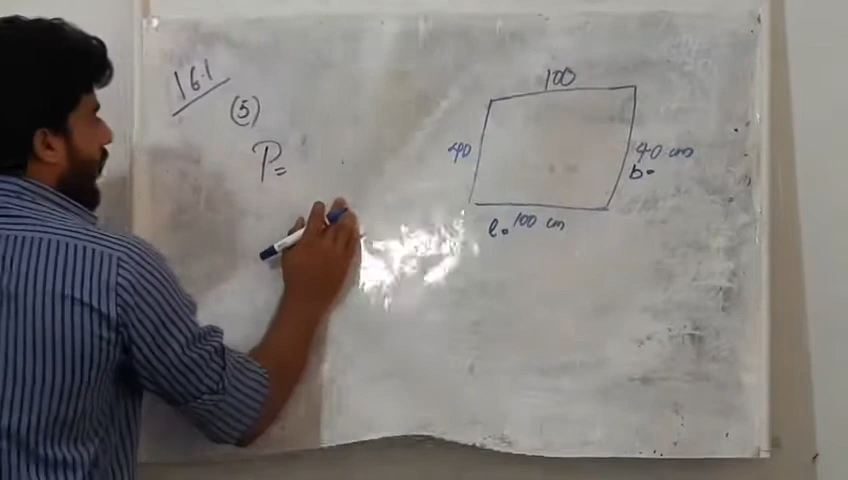 16.1
(5)
P=
100
40
40 cm
b=
l= 100 cm